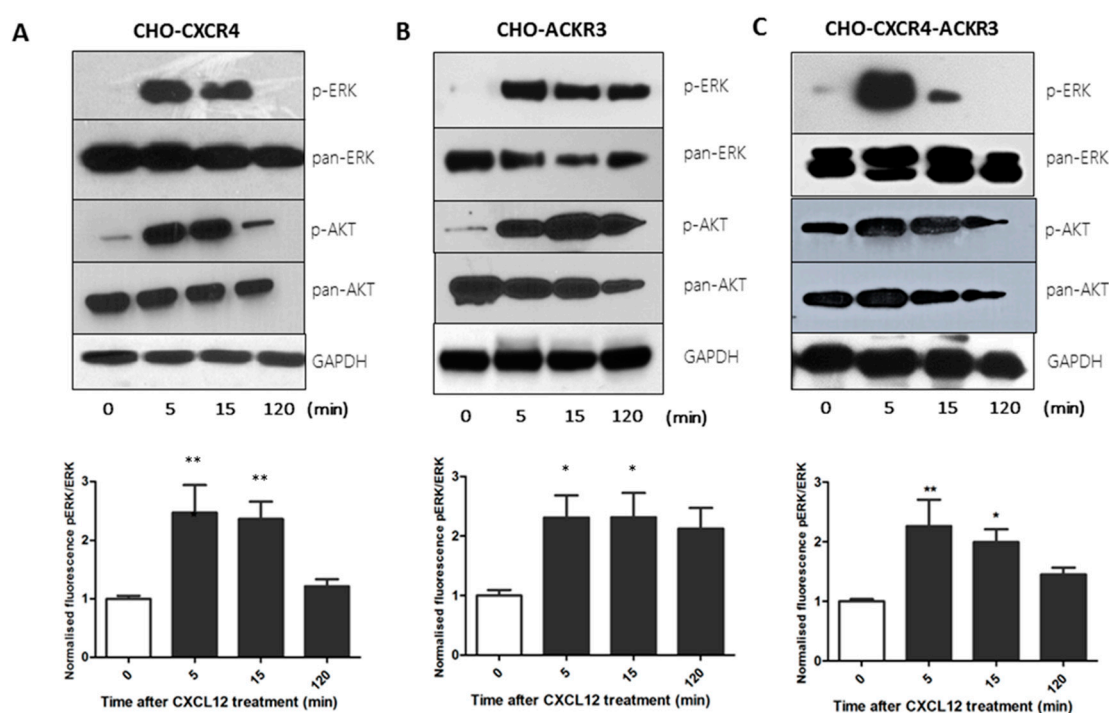 A
CHO-CXCR4
p-ERK
pan-ERK
p-AKT
pan-AKT
GAPDH
0 5 15 120 (min)
Normalised fluorescence pERK/ERK
3
2
1
0
** **
0 5 15 120
Time after CXCL12 treatment (min)
B
CHO-ACKR3
p-ERK
pan-ERK
p-AKT
pan-AKT
GAPDH
0 5 15 120 (min)
Normalised fluorescence pERK/ERK
3
2
1
0
* *
0 5 15 120
Time after CXCL12 treatment (min)
C
CHO-CXCR4-ACKR3
p-ERK
pan-ERK
p-AKT
pan-AKT
GAPDH
0 5 15 120 (min)
Normalised fluorescence pERK/ERK
3
2
1
0
** *
0 5 15 120
Time after CXCL12 treatment (min)